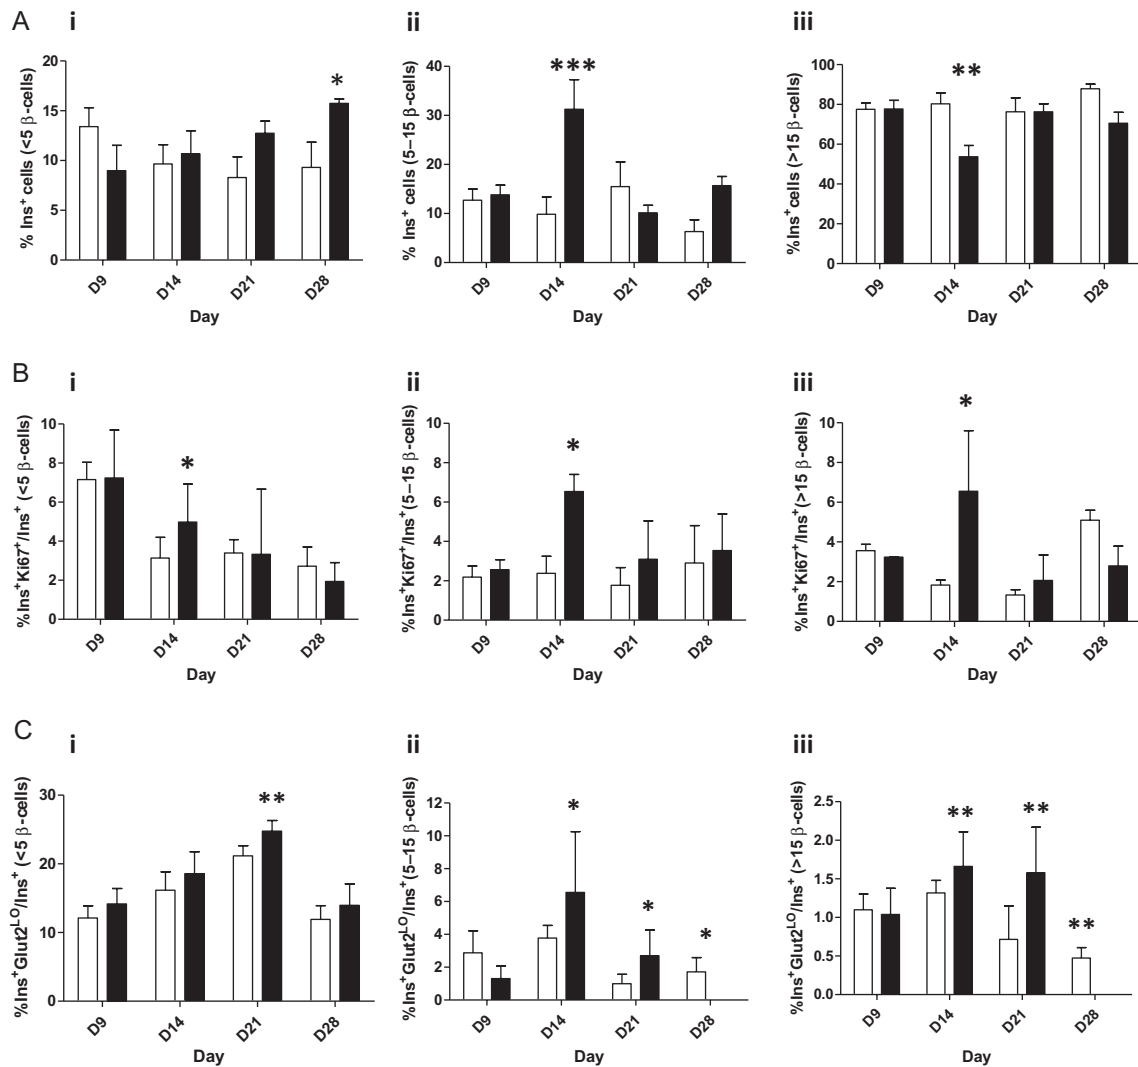 A
i
ii
iii
% Ins⁺ cells (<5 β-cells)
20
15
10
5
0
*
D9
D14
D21
D28
Day
% Ins⁺ cells (5–15 β-cells)
40
30
20
10
0
***
D9
D14
D21
D28
Day
%Ins⁺cells (>15 β-cells)
100
80
60
40
20
0
**
D9
D14
D21
D28
Day
B
i
ii
iii
%Ins⁺Ki67⁺/Ins⁺ (<5 β-cells)
10
8
6
4
2
0
*
D9
D14
D21
D28
Day
%Ins⁺Ki67⁺/Ins⁺ (5–15 β-cells)
10
8
6
4
2
0
*
D9
D14
D21
D28
Day
%Ins⁺Ki67⁺/Ins⁺ (>15 β-cells)
10
8
6
4
2
0
*
D9
D14
D21
D28
Day
C
i
ii
iii
%Ins⁺Glut2ᴸᴼ/Ins⁺ (<5 β-cells)
30
20
10
0
**
D9
D14
D21
D28
Day
%Ins⁺Glut2ᴸᴼ/Ins⁺ (5–15 β-cells)
12
10
8
6
4
2
0
*
*
*
D9
D14
D21
D28
Day
%Ins⁺Glut2ᴸᴼ/Ins⁺ (>15 β-cells)
2.5
2.0
1.5
1.0
0.5
0.0
**
**
**
D9
D14
D21
D28
Day